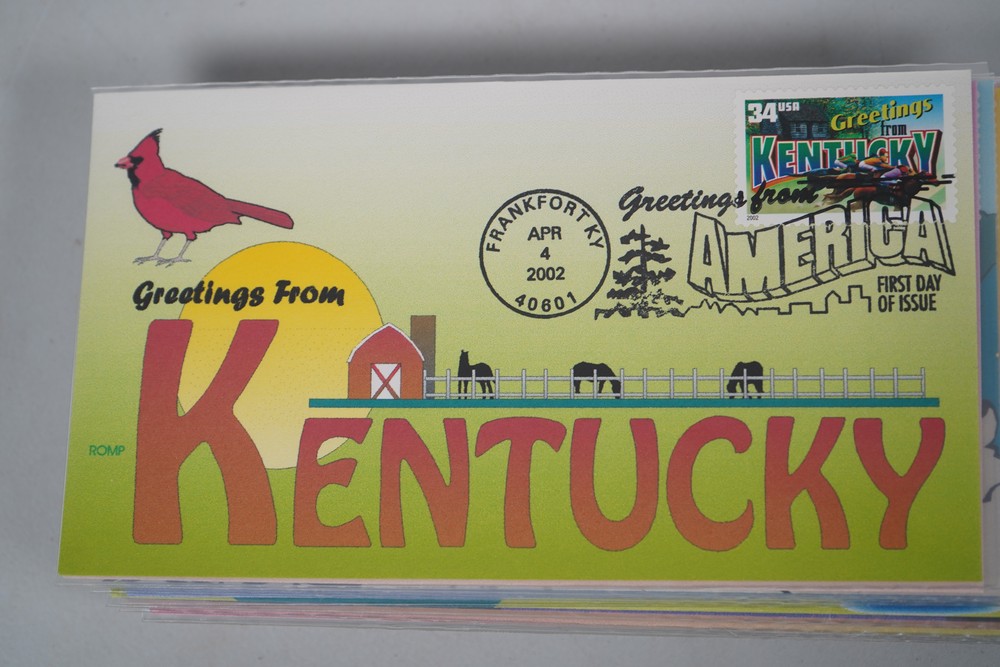 34 USA
Greetings
from
KENTUCKY
2002
Greetings from
AMERICA
FIRST DAY
OF ISSUE
FRANKFORT KY
APR
4
2002
40601
Greetings From
KENTUCKY
ROMP